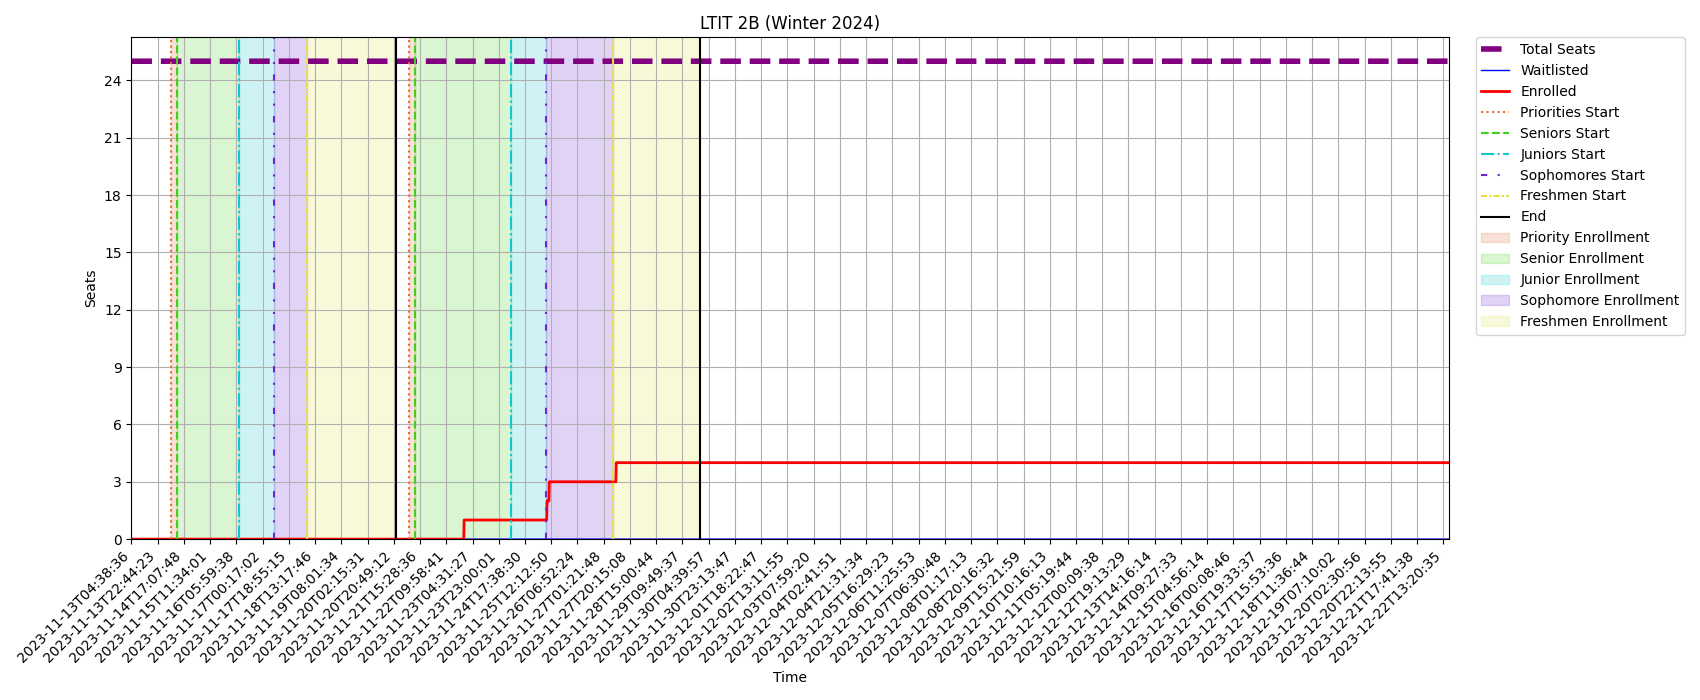 LTIT 2B (Winter 2024)
Seats
24
21
18
15
12
9
6
3
0
2023-11-13T04:38:36
2023-11-13T22:44:23
2023-11-14T17:07:48
2023-11-15T11:34:01
2023-11-16T05:59:38
2023-11-17T00:17:02
2023-11-17T18:55:15
2023-11-18T13:17:46
2023-11-19T08:01:34
2023-11-20T02:15:31
2023-11-20T20:49:12
2023-11-21T15:28:36
2023-11-22T09:58:41
2023-11-23T04:31:27
2023-11-23T23:00:01
2023-11-24T17:38:30
2023-11-25T12:12:50
2023-11-26T06:52:24
2023-11-27T01:21:48
2023-11-27T20:15:08
2023-11-28T15:00:44
2023-11-29T09:49:37
2023-11-30T04:39:57
2023-11-30T23:13:47
2023-12-01T18:22:47
2023-12-02T13:11:55
2023-12-03T07:59:20
2023-12-04T02:41:51
2023-12-04T21:31:34
2023-12-05T16:29:23
2023-12-06T11:25:53
2023-12-07T06:30:48
2023-12-08T01:17:13
2023-12-08T20:16:32
2023-12-09T15:21:59
2023-12-10T10:16:13
2023-12-11T05:19:44
2023-12-12T00:09:38
2023-12-12T19:13:29
2023-12-13T14:16:14
2023-12-14T09:27:33
2023-12-15T04:56:14
2023-12-16T00:08:46
2023-12-16T19:33:37
2023-12-17T15:53:36
2023-12-18T11:36:44
2023-12-19T07:10:02
2023-12-20T02:30:56
2023-12-20T22:13:55
2023-12-21T17:41:38
2023-12-22T13:20:35
Time
Total Seats
Waitlisted
Enrolled
Priorities Start
Seniors Start
Juniors Start
Sophomores Start
Freshmen Start
End
Priority Enrollment
Senior Enrollment
Junior Enrollment
Sophomore Enrollment
Freshmen Enrollment